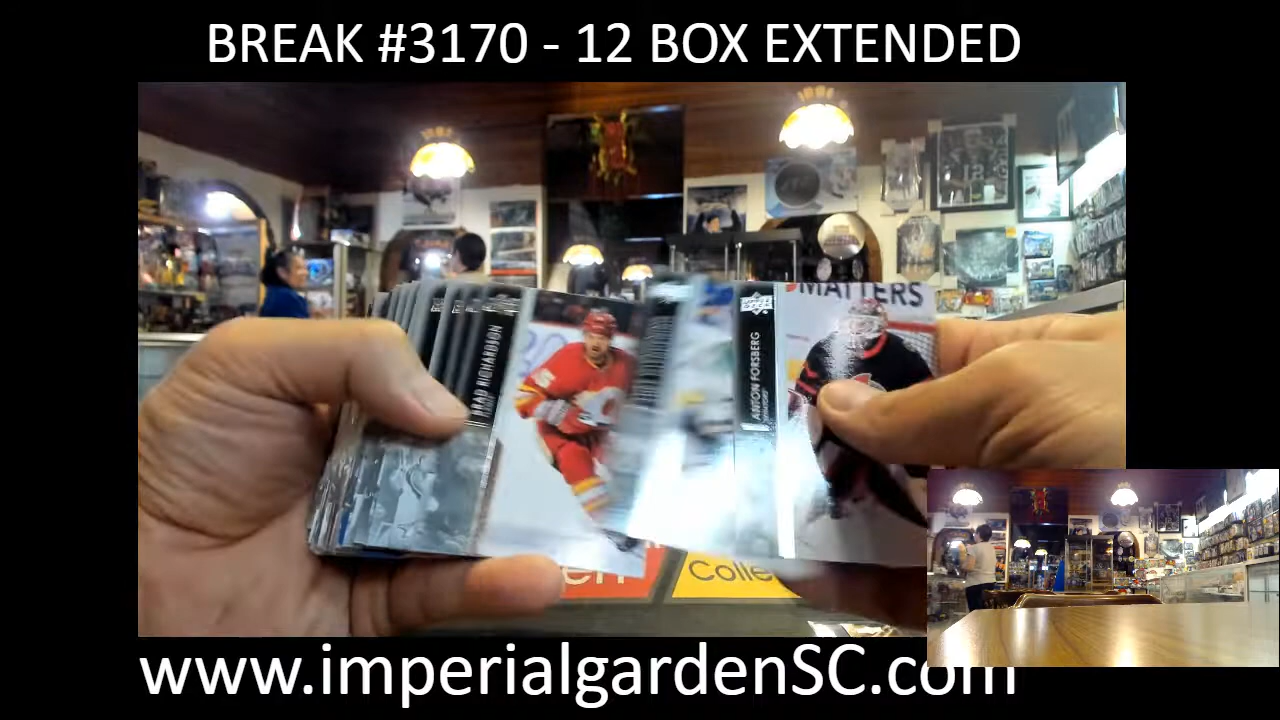 BREAK #3170 - 12 BOX EXTENDED
MATTERS
BRAD RICHARDSON
ANTON FORSBERG
Colle
www.imperialgardenSC.com